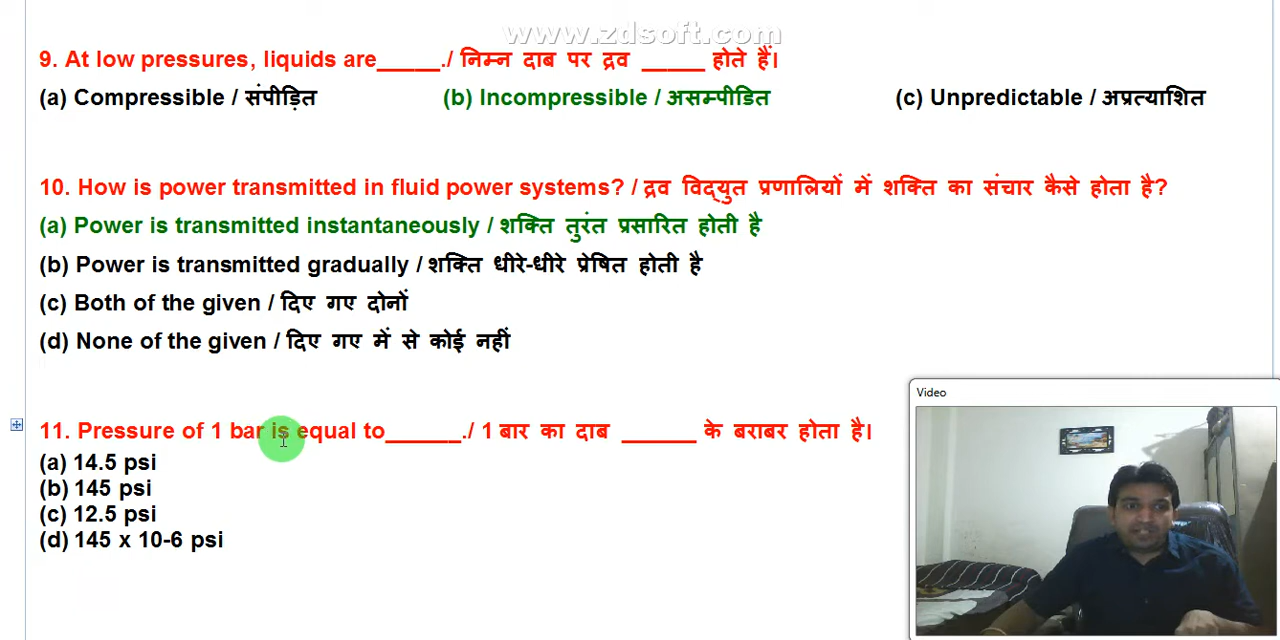 www.zdsoft.com
9. At low pressures, liquids are_____./ निम्न दाब पर द्रव _____ होते हैं।
(a) Compressible / संपीड़ित (b) Incompressible / असम्पीडित (c) Unpredictable / अप्रत्याशित
10. How is power transmitted in fluid power systems? / द्रव विद्युत प्रणालियों में शक्ति का संचार कैसे होता है?
(a) Power is transmitted instantaneously / शक्ति तुरंत प्रसारित होती है
(b) Power is transmitted gradually / शक्ति धीरे-धीरे प्रेषित होती है
(c) Both of the given / दिए गए दोनों
(d) None of the given / दिए गए में से कोई नहीं
Video
11. Pressure of 1 bar is equal to______./ 1 बार का दाब ______ के बराबर होता है।
(a) 14.5 psi
(b) 145 psi
(c) 12.5 psi
(d) 145 x 10-6 psi